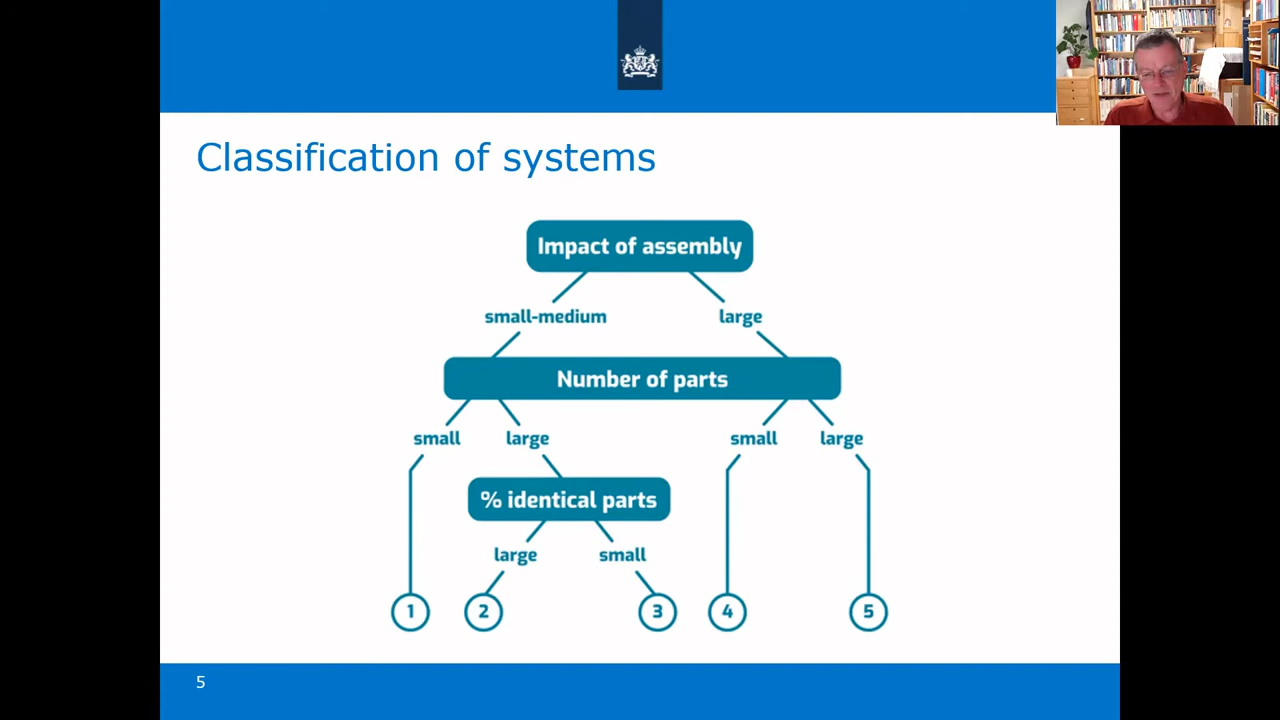 Classification of systems
Impact of assembly
small-medium
large
Number of parts
small
large
small
large
% identical parts
large
small
1
2
3
4
5
5